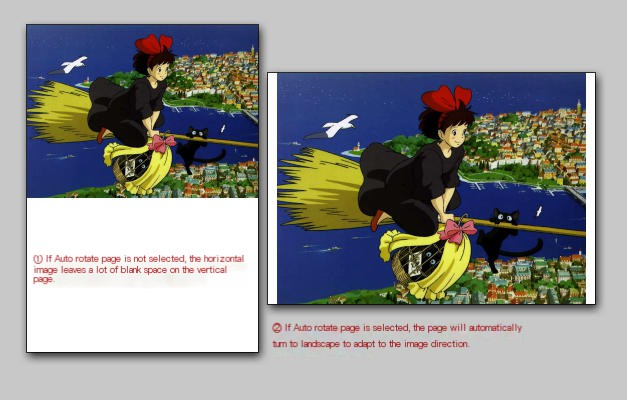 ① If Auto rotate page is not selected, the horizontal
image leaves a lot of blank space on the vertical
page.
② If Auto rotate page is selected, the page will automatically
turn to landscape to adapt to the image direction.